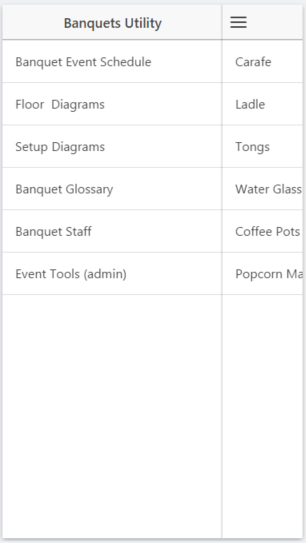 Banquets Utility
Banquet Event Schedule
Floor Diagrams
Setup Diagrams
Banquet Glossary
Banquet Staff
Event Tools (admin)
Carafe
Ladle
Tongs
Water Glass
Coffee Pots
Popcorn Ma